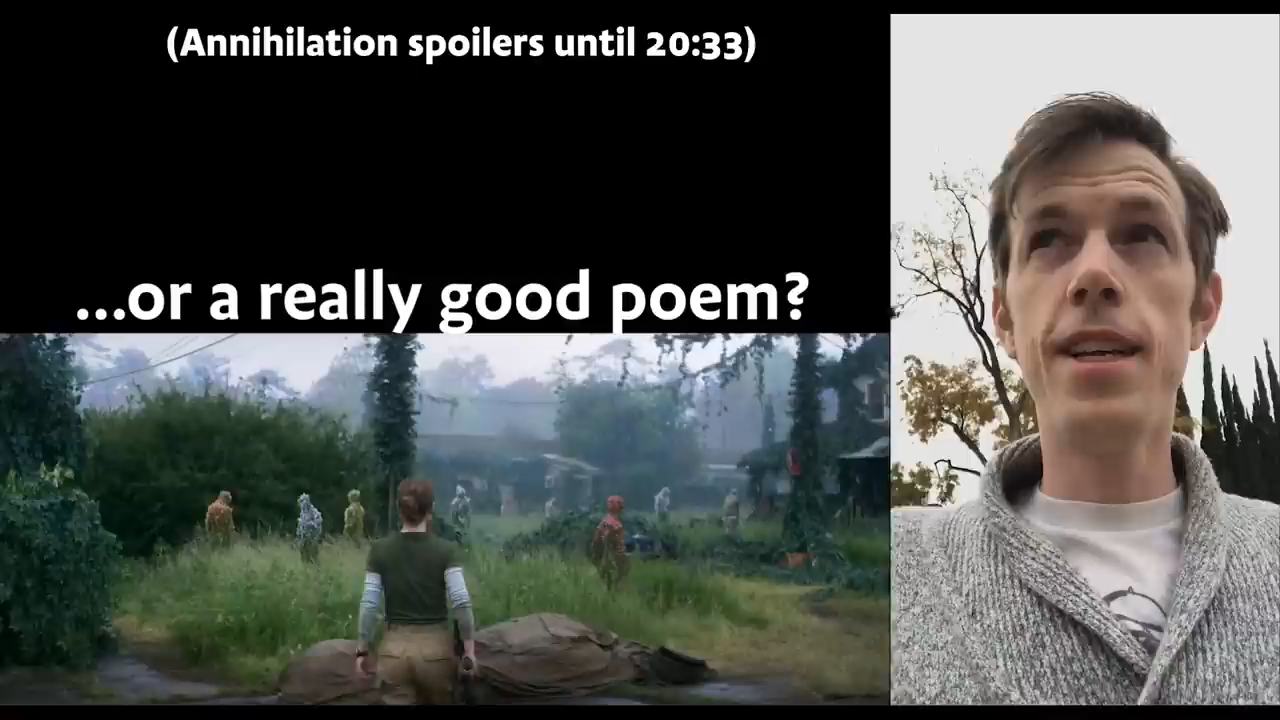 (Annihilation spoilers until 20:33)
...or a really good poem?